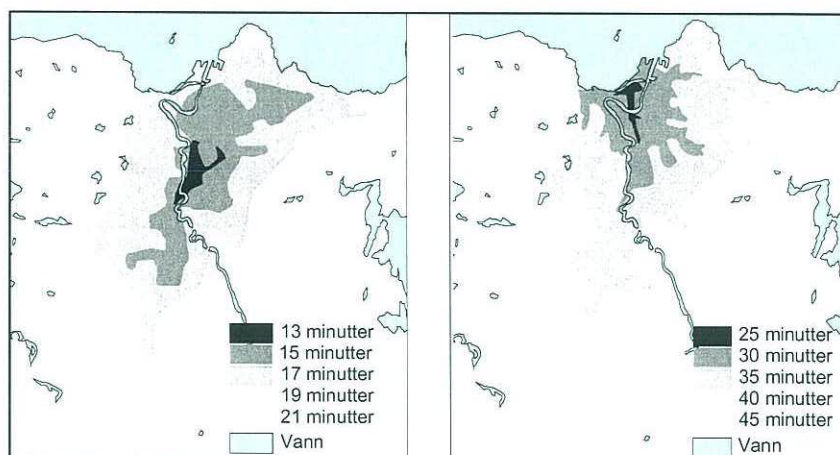 13 minutter
15 minutter
17 minutter
19 minutter
21 minutter
Vann
25 minutter
30 minutter
35 minutter
40 minutter
45 minutter
Vann